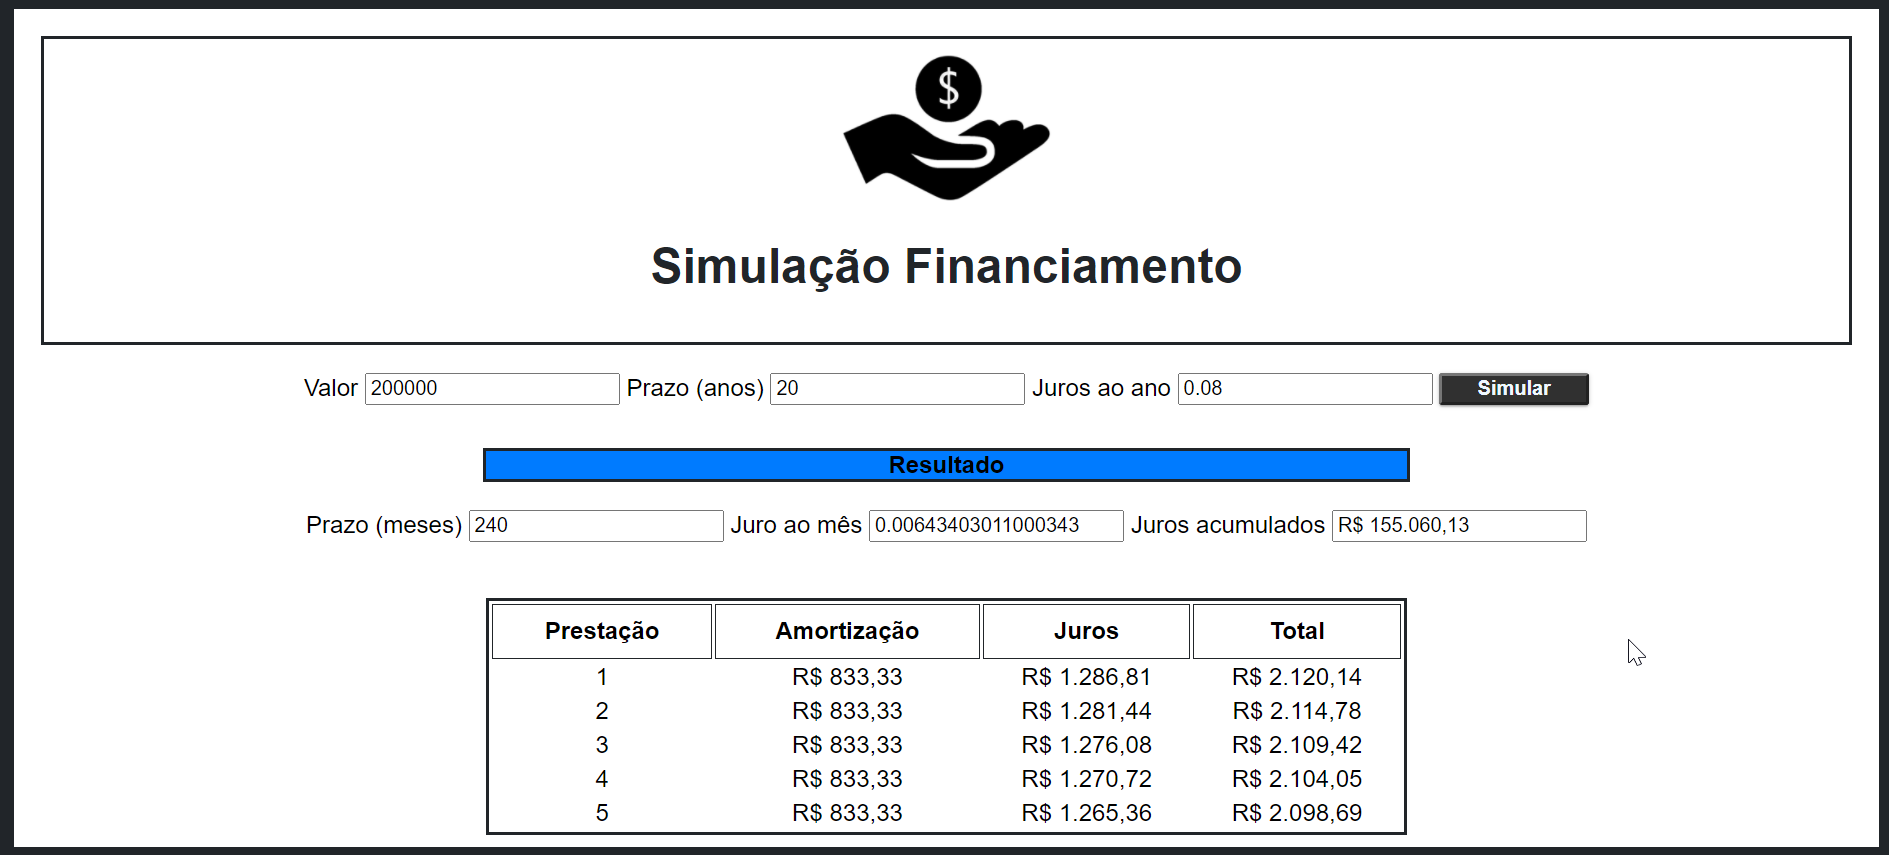 $
Simulação Financiamento
Valor 200000 Prazo (anos) 20 Juros ao ano 0.08 Simular
Resultado
Prazo (meses) 240 Juro ao mês 0.00643403011000343 Juros acumulados R$ 155.060,13
Prestação Amortização Juros Total
1 R$ 833,33 R$ 1.286,81 R$ 2.120,14
2 R$ 833,33 R$ 1.281,44 R$ 2.114,78
3 R$ 833,33 R$ 1.276,08 R$ 2.109,42
4 R$ 833,33 R$ 1.270,72 R$ 2.104,05
5 R$ 833,33 R$ 1.265,36 R$ 2.098,69